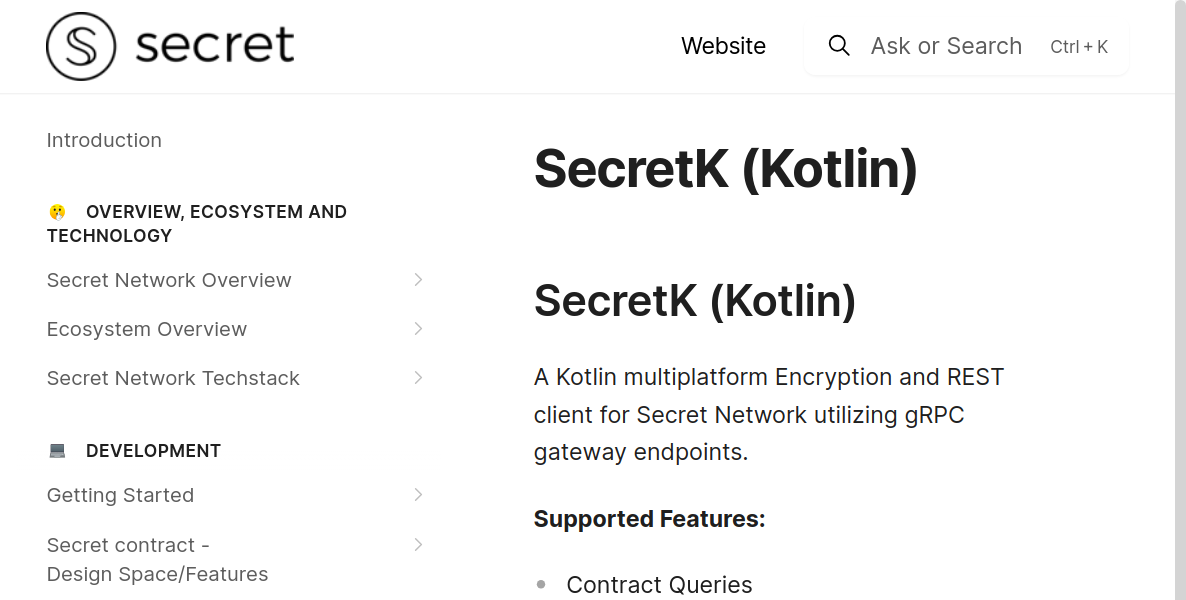 secret
Website
Ask or Search
Ctrl + K
Introduction
OVERVIEW, ECOSYSTEM AND
TECHNOLOGY
Secret Network Overview
Ecosystem Overview
Secret Network Techstack
DEVELOPMENT
Getting Started
Secret contract -
Design Space/Features
SecretK (Kotlin)
SecretK (Kotlin)
A Kotlin multiplatform Encryption and REST
client for Secret Network utilizing gRPC
gateway endpoints.
Supported Features:
Contract Queries